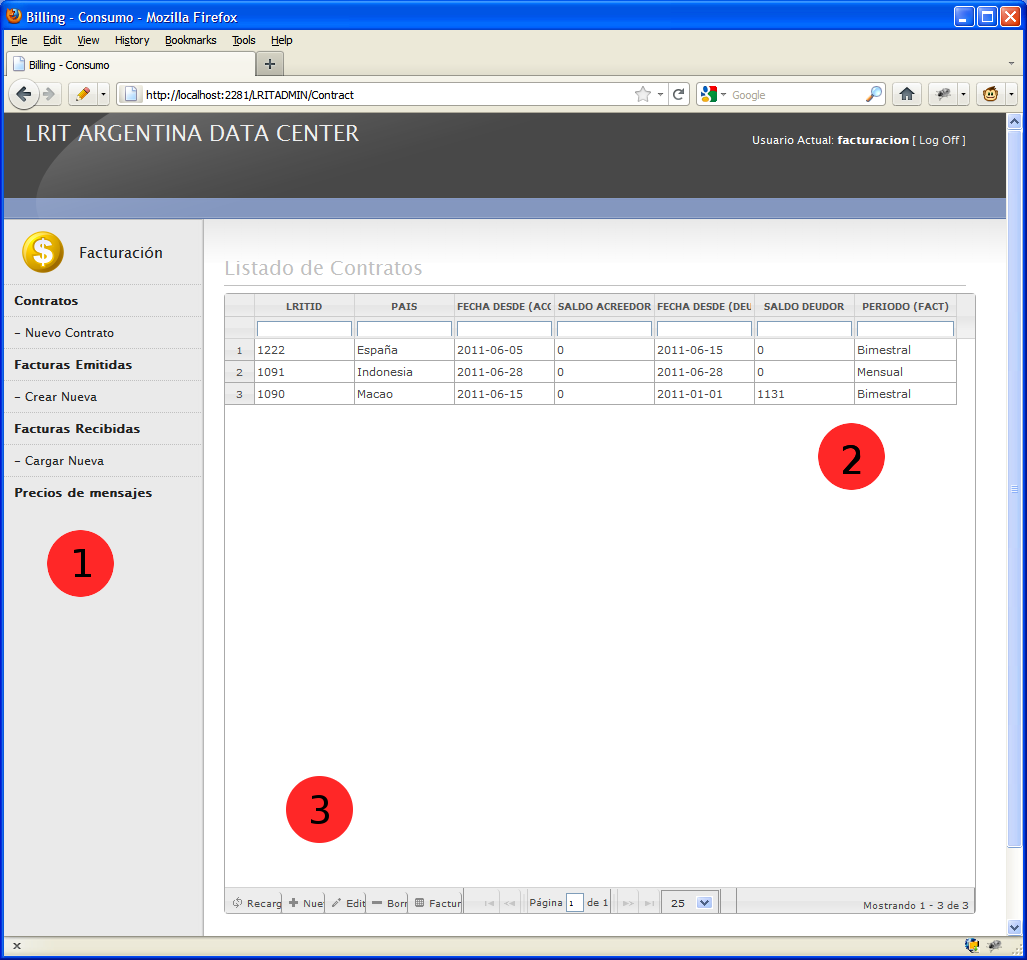 Billing - Consumo - Mozilla Firefox
File Edit View History Bookmarks Tools Help
Billing - Consumo
http://localhost:2281/LRITADMIN/Contract
Google
LRIT ARGENTINA DATA CENTER
Usuario Actual: facturacion [ Log Off ]
Facturación
Contratos
- Nuevo Contrato
Facturas Emitidas
- Crear Nueva
Facturas Recibidas
- Cargar Nueva
Precios de mensajes
1
Listado de Contratos
LRITID PAIS FECHA DESDE (ACC SALDO ACREEDOR FECHA DESDE (DEU SALDO DEUDOR PERIODO (FACT)
1 1222 España 2011-06-05 0 2011-06-15 0 Bimestral
2 1091 Indonesia 2011-06-28 0 2011-06-28 0 Mensual
3 1090 Macao 2011-06-15 0 2011-01-01 1131 Bimestral
2
3
Recarg Nue Edit Borr Factur Página 1 de 1 25 Mostrando 1 - 3 de 3